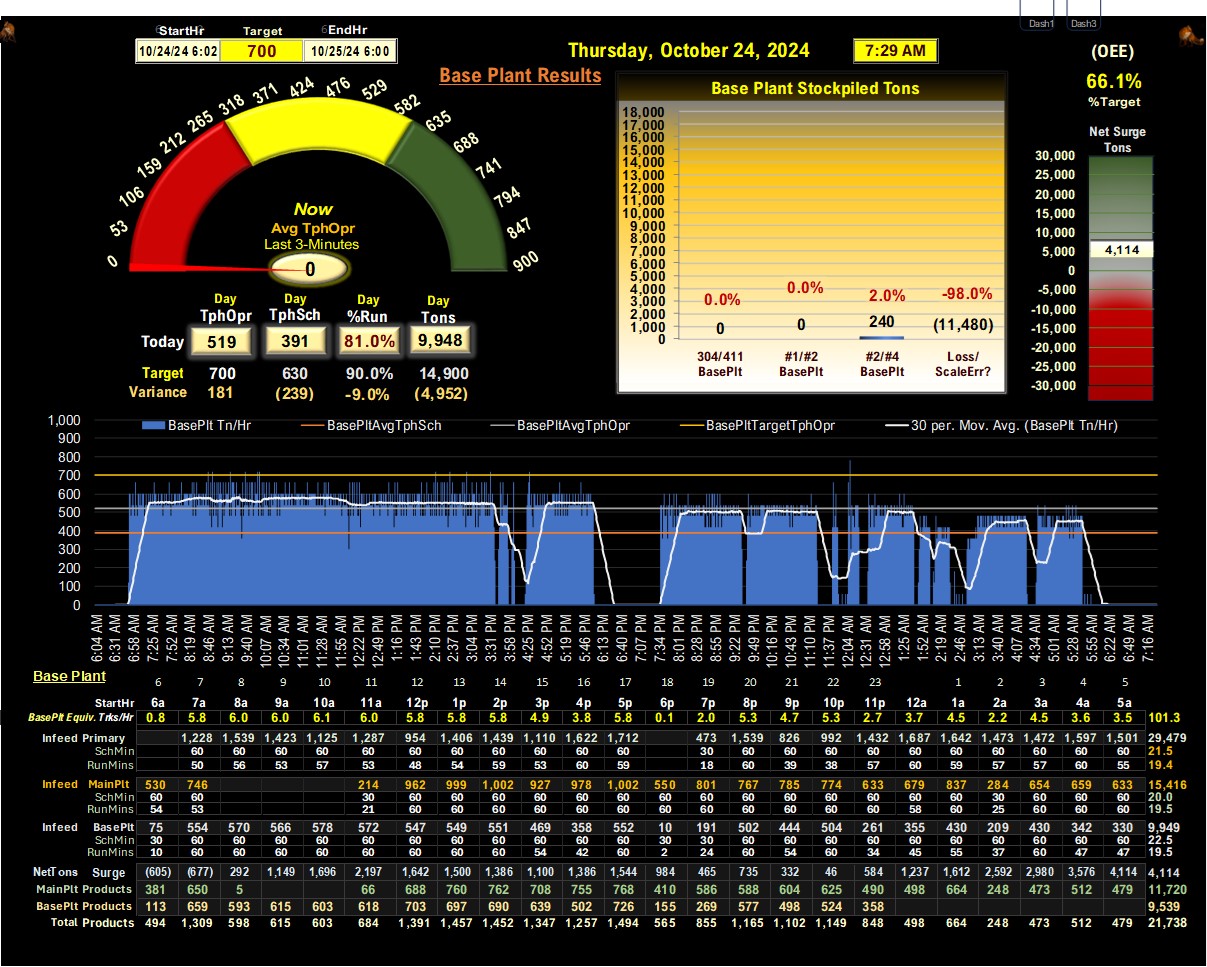 Dash1 Dash3
StartHr Target EndHr
10/24/24 6:02 700 10/25/24 6:00
Thursday, October 24, 2024 7:29 AM
(OEE)
66.1%
%Target
Base Plant Results
Base Plant Stockpiled Tons
Net Surge
Tons
0 53 106 159 212 265 318 371 424 476 529 582 635 688 741 794 847 900
Now
Avg TphOpr
Last 3-Minutes
0
18,000
17,000
16,000
15,000
14,000
13,000
12,000
11,000
10,000
9,000
8,000
7,000
6,000
5,000
4,000
3,000
2,000
1,000
0
0.0% 0.0% 2.0% -98.0%
0 0 240 (11,480)
304/411 #1/#2 #2/#4 Loss/
BasePlt BasePlt BasePlt ScaleErr?
30,000
25,000
20,000
15,000
10,000
5,000
0
-5,000
-10,000
-15,000
-20,000
-25,000
-30,000
4,114
Day Day Day Day
TphOpr TphSch %Run Tons
Today 519 391 81.0% 9,948
Target 700 630 90.0% 14,900
Variance 181 (239) -9.0% (4,952)
BasePlt Tn/Hr BasePltAvgTphSch BasePltAvgTphOpr BasePltTargetTphOpr 30 per. Mov. Avg. (BasePlt Tn/Hr)
1,000
900
800
700
600
500
400
300
200
100
0
6:04 AM 6:31 AM 6:58 AM 7:25 AM 7:52 AM 8:19 AM 8:46 AM 9:13 AM 9:40 AM 10:07 AM 10:34 AM 11:01 AM 11:28 AM 11:55 AM 12:22 PM 12:49 PM 1:16 PM 1:43 PM 2:10 PM 2:37 PM 3:04 PM 3:31 PM 3:58 PM 4:25 PM 4:52 PM 5:19 PM 5:46 PM 6:13 PM 6:40 PM 7:07 PM 7:34 PM 8:01 PM 8:28 PM 8:55 PM 9:22 PM 9:49 PM 10:16 PM 10:43 PM 11:10 PM 11:37 PM 12:04 AM 12:31 AM 12:58 AM 1:25 AM 1:52 AM 2:19 AM 2:46 AM 3:13 AM 3:40 AM 4:07 AM 4:34 AM 5:01 AM 5:28 AM 5:55 AM 6:22 AM 6:49 AM 7:16 AM
Base Plant
6 7 8 9 10 11 12 13 14 15 16 17 18 19 20 21 22 23 1 2 3 4 5
StartHr 6a 7a 8a 9a 10a 11a 12p 1p 2p 3p 4p 5p 6p 7p 8p 9p 10p 11p 12a 1a 2a 3a 4a 5a
BasePlt Equiv. Trks/Hr 0.8 5.8 6.0 6.0 6.1 6.0 5.8 5.8 5.8 4.9 3.8 5.8 0.1 2.0 5.3 4.7 5.3 2.7 3.7 4.5 2.2 4.5 3.6 3.5 101.3
Infeed Primary 1,228 1,539 1,423 1,125 1,287 954 1,406 1,439 1,110 1,622 1,712 473 1,539 826 992 1,432 1,687 1,642 1,473 1,472 1,597 1,501 29,479
SchMin 60 60 60 60 60 60 60 60 60 60 60 30 60 60 60 60 60 60 60 60 60 60 21.5
RunMins 50 56 53 57 53 48 54 59 53 60 59 18 60 39 38 57 60 59 57 57 60 55 19.4
Infeed MainPlt 530 746 214 962 999 1,002 927 978 1,002 550 801 767 785 774 633 679 837 284 654 659 633 15,416
SchMin 60 60 30 60 60 60 60 60 60 60 60 60 60 60 60 60 60 30 60 60 60 20.0
RunMins 54 53 21 60 60 60 60 60 60 60 60 60 60 60 58 60 60 25 60 60 60 19.5
Infeed BasePlt 75 554 570 566 578 572 547 549 551 469 358 552 10 191 502 444 504 261 355 430 209 430 342 330 9,949
SchMin 30 60 60 60 60 60 60 60 60 60 60 60 30 30 60 60 60 60 60 60 60 60 60 60 22.5
RunMins 10 60 60 60 60 60 60 60 60 54 42 60 2 24 60 54 60 34 45 55 37 60 47 47 19.5
NetTons Surge (605) (677) 292 1,149 1,696 2,197 1,642 1,500 1,386 1,100 1,386 1,544 984 465 735 332 46 584 1,237 1,612 2,592 2,980 3,576 4,114 4,114
MainPlt Products 381 650 5 66 688 760 762 708 755 768 410 586 588 604 625 490 498 664 248 473 512 479 11,720
BasePlt Products 113 659 593 615 603 618 703 697 690 639 502 726 155 269 577 498 524 358 9,539
Total Products 494 1,309 598 615 603 684 1,391 1,457 1,452 1,347 1,257 1,494 565 855 1,165 1,102 1,149 848 498 664 248 473 512 479 21,738